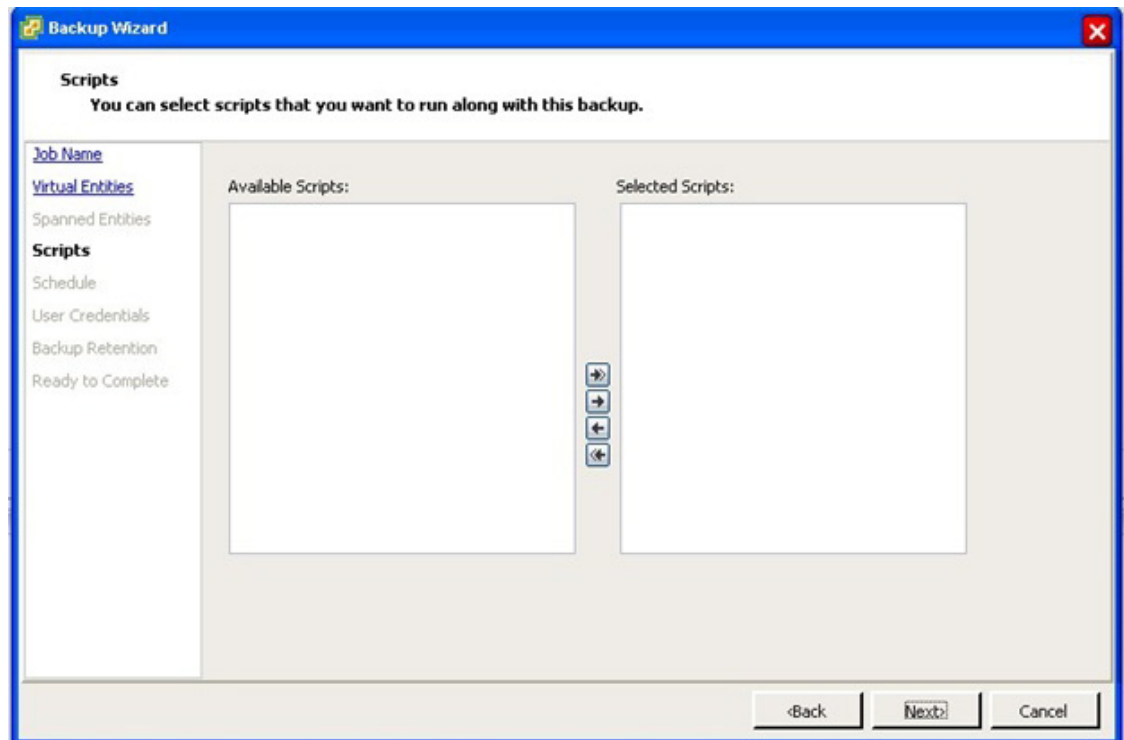 Backup Wizard
Scripts
You can select scripts that you want to run along with this backup.
Job Name
Virtual Entities
Spanned Entities
Scripts
Schedule
User Credentials
Backup Retention
Ready to Complete
Available Scripts:
Selected Scripts:
<Back
Next>
Cancel